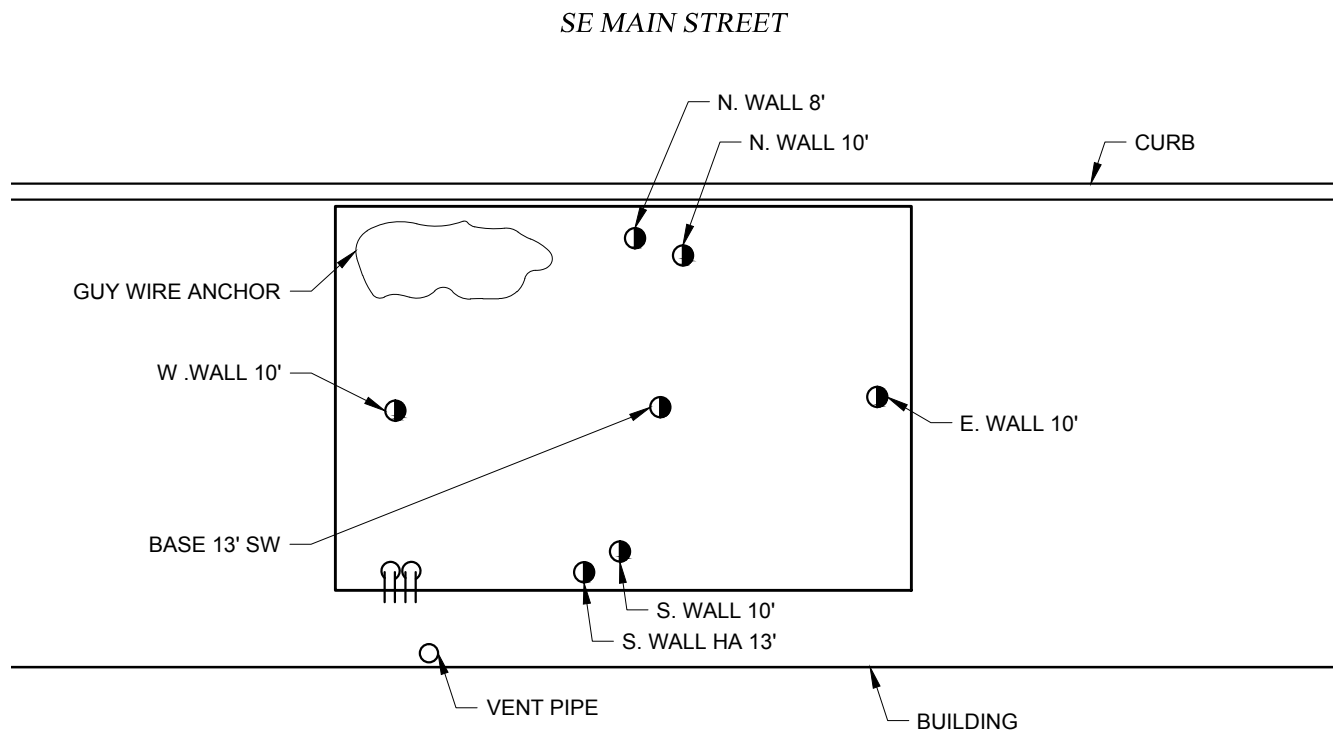 SE MAIN STREET
N. WALL 8'
N. WALL 10'
CURB
GUY WIRE ANCHOR
W .WALL 10'
E. WALL 10'
BASE 13' SW
S. WALL 10'
S. WALL HA 13'
VENT PIPE
BUILDING